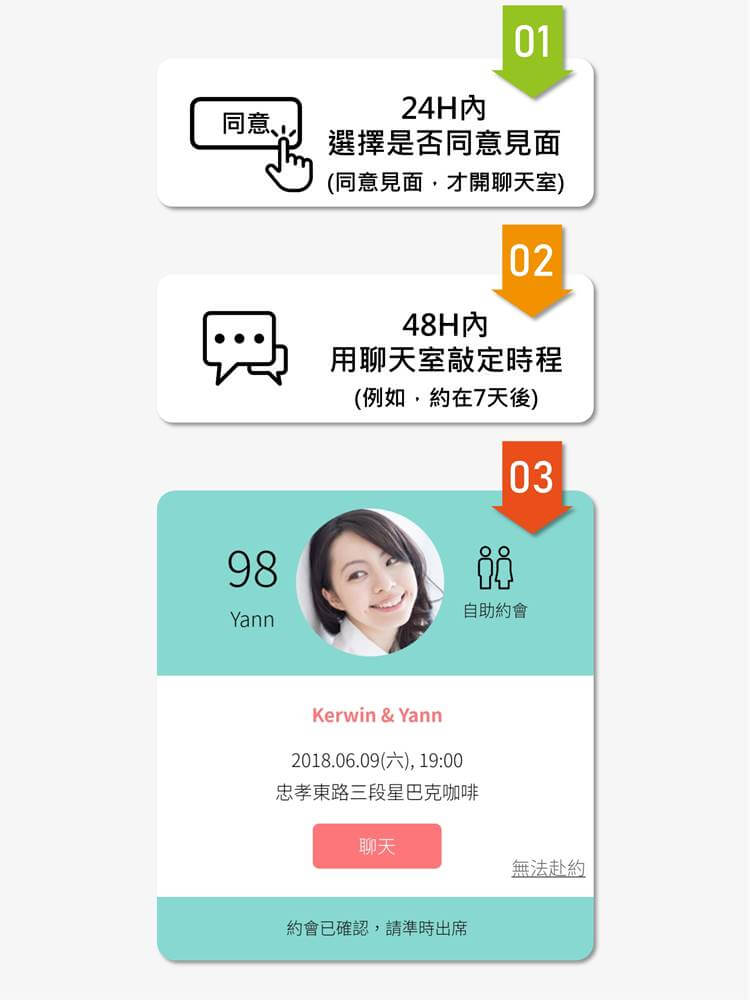 01
同意
24H內
選擇是否同意見面
(同意見面，才開聊天室)
02
48H內
用聊天室敲定時程
(例如，約在7天後)
03
98
Yann
自助約會
Kerwin & Yann
2018.06.09(六), 19:00
忠孝東路三段星巴克咖啡
聊天
無法赴約
約會已確認，請準時出席